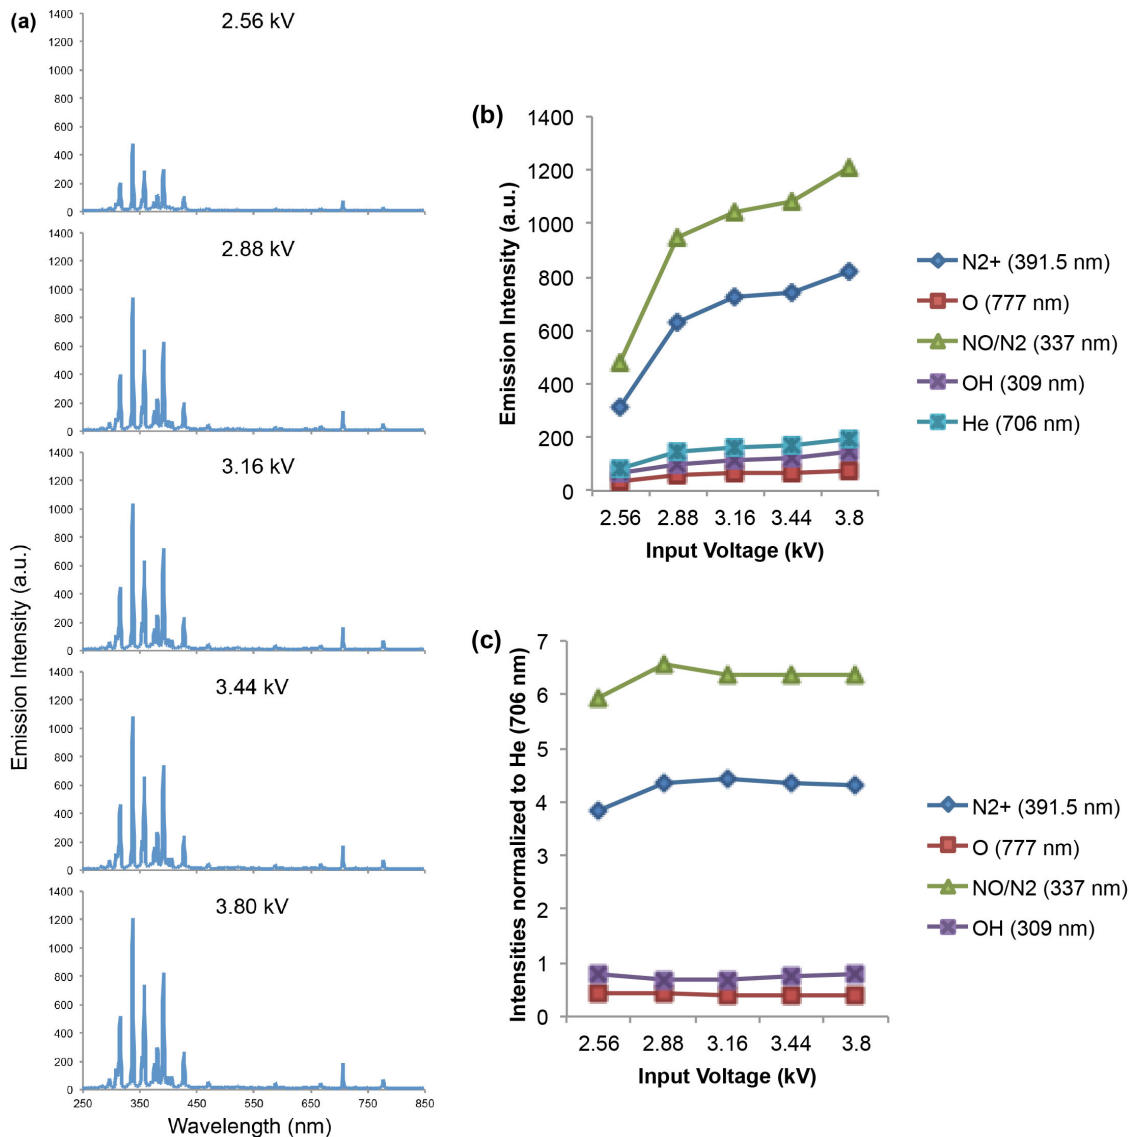 (a)
2.56 kV
1400
1200
1000
800
600
400
200
0
2.88 kV
1400
1200
1000
800
600
400
200
0
3.16 kV
1400
1200
1000
800
600
400
200
0
3.44 kV
1400
1200
1000
800
600
400
200
0
3.80 kV
1400
1200
1000
800
600
400
200
0
250 350 450 550 650 750 850
Wavelength (nm)
Emission Intensity (a.u.)
(b)
1400
1200
1000
800
600
400
200
0
Emission Intensity (a.u.)
2.56 2.88 3.16 3.44 3.8
Input Voltage (kV)
N2+ (391.5 nm)
O (777 nm)
NO/N2 (337 nm)
OH (309 nm)
He (706 nm)
(c)
7
6
5
4
3
2
1
0
Intensities normalized to He (706 nm)
2.56 2.88 3.16 3.44 3.8
Input Voltage (kV)
N2+ (391.5 nm)
O (777 nm)
NO/N2 (337 nm)
OH (309 nm)